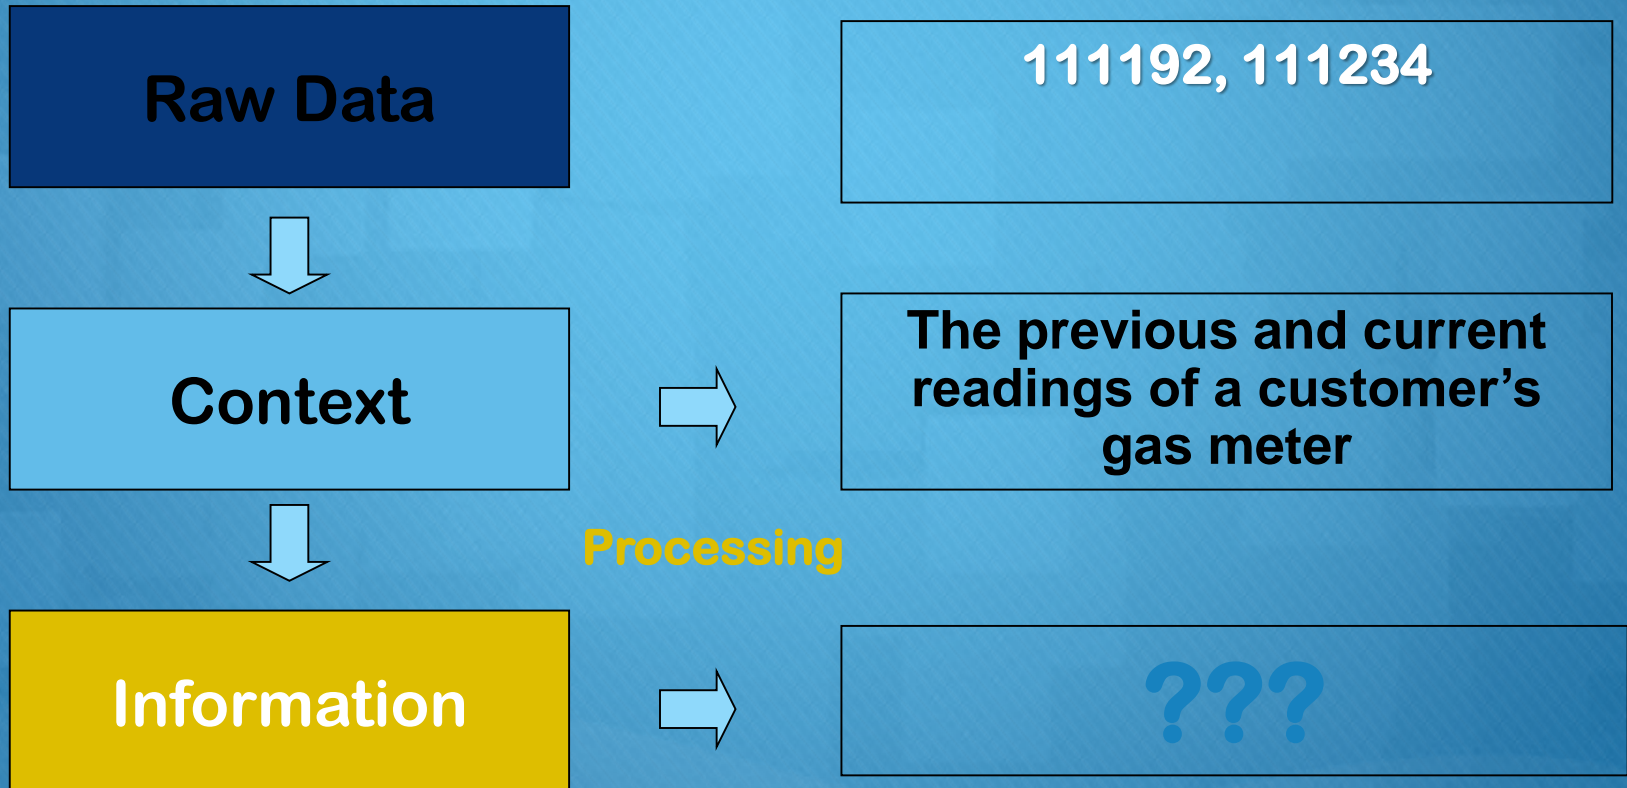 Raw Data
111192, 111234
Context
The previous and current
readings of a customer’s
gas meter
Processing
Information
???